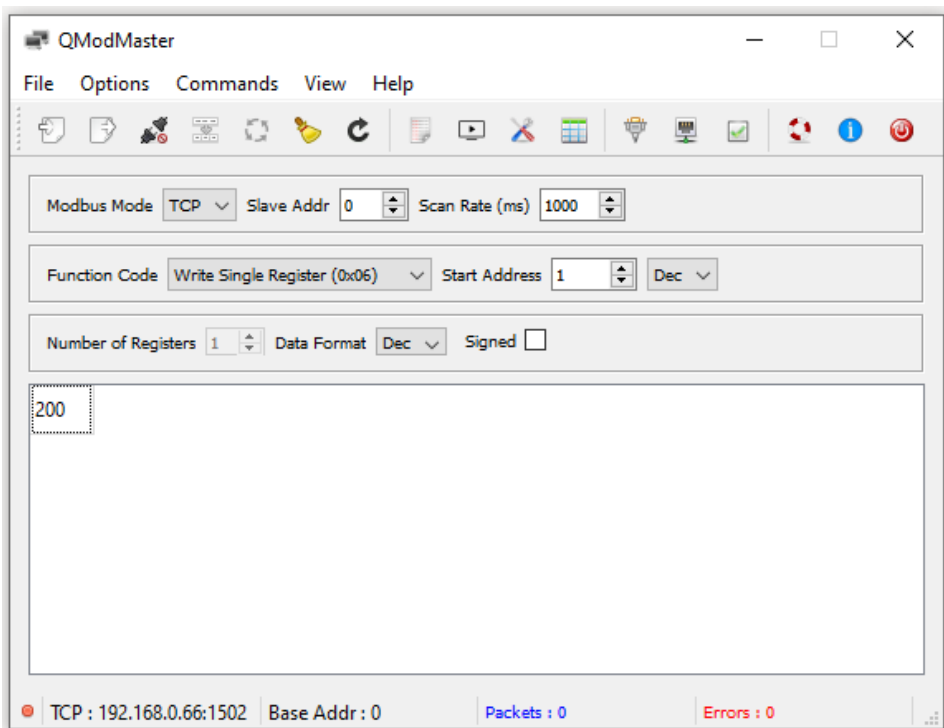 QModMaster
File Options Commands View Help
Modbus Mode TCP Slave Addr 0 Scan Rate (ms) 1000
Function Code Write Single Register (0x06) Start Address 1 Dec
Number of Registers 1 Data Format Dec Signed
200
TCP : 192.168.0.66:1502 Base Addr : 0 Packets : 0 Errors : 0